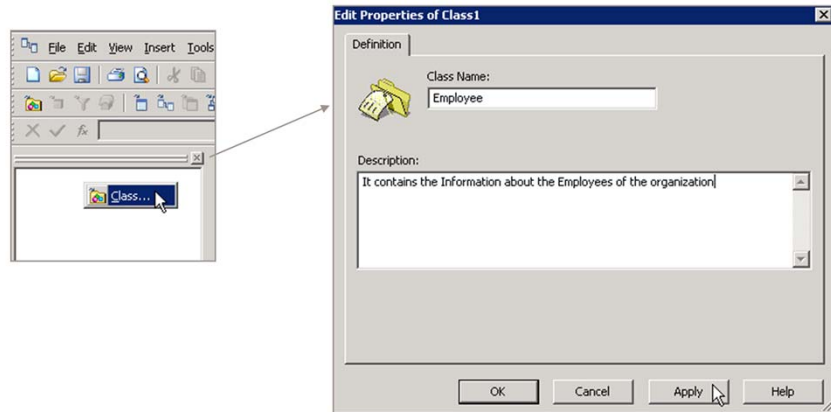 File Edit View Insert Tools
fx
Class...
Edit Properties of Class1
Definition
Class Name:
Employee
Description:
It contains the Information about the Employees of the organization
OK Cancel Apply Help